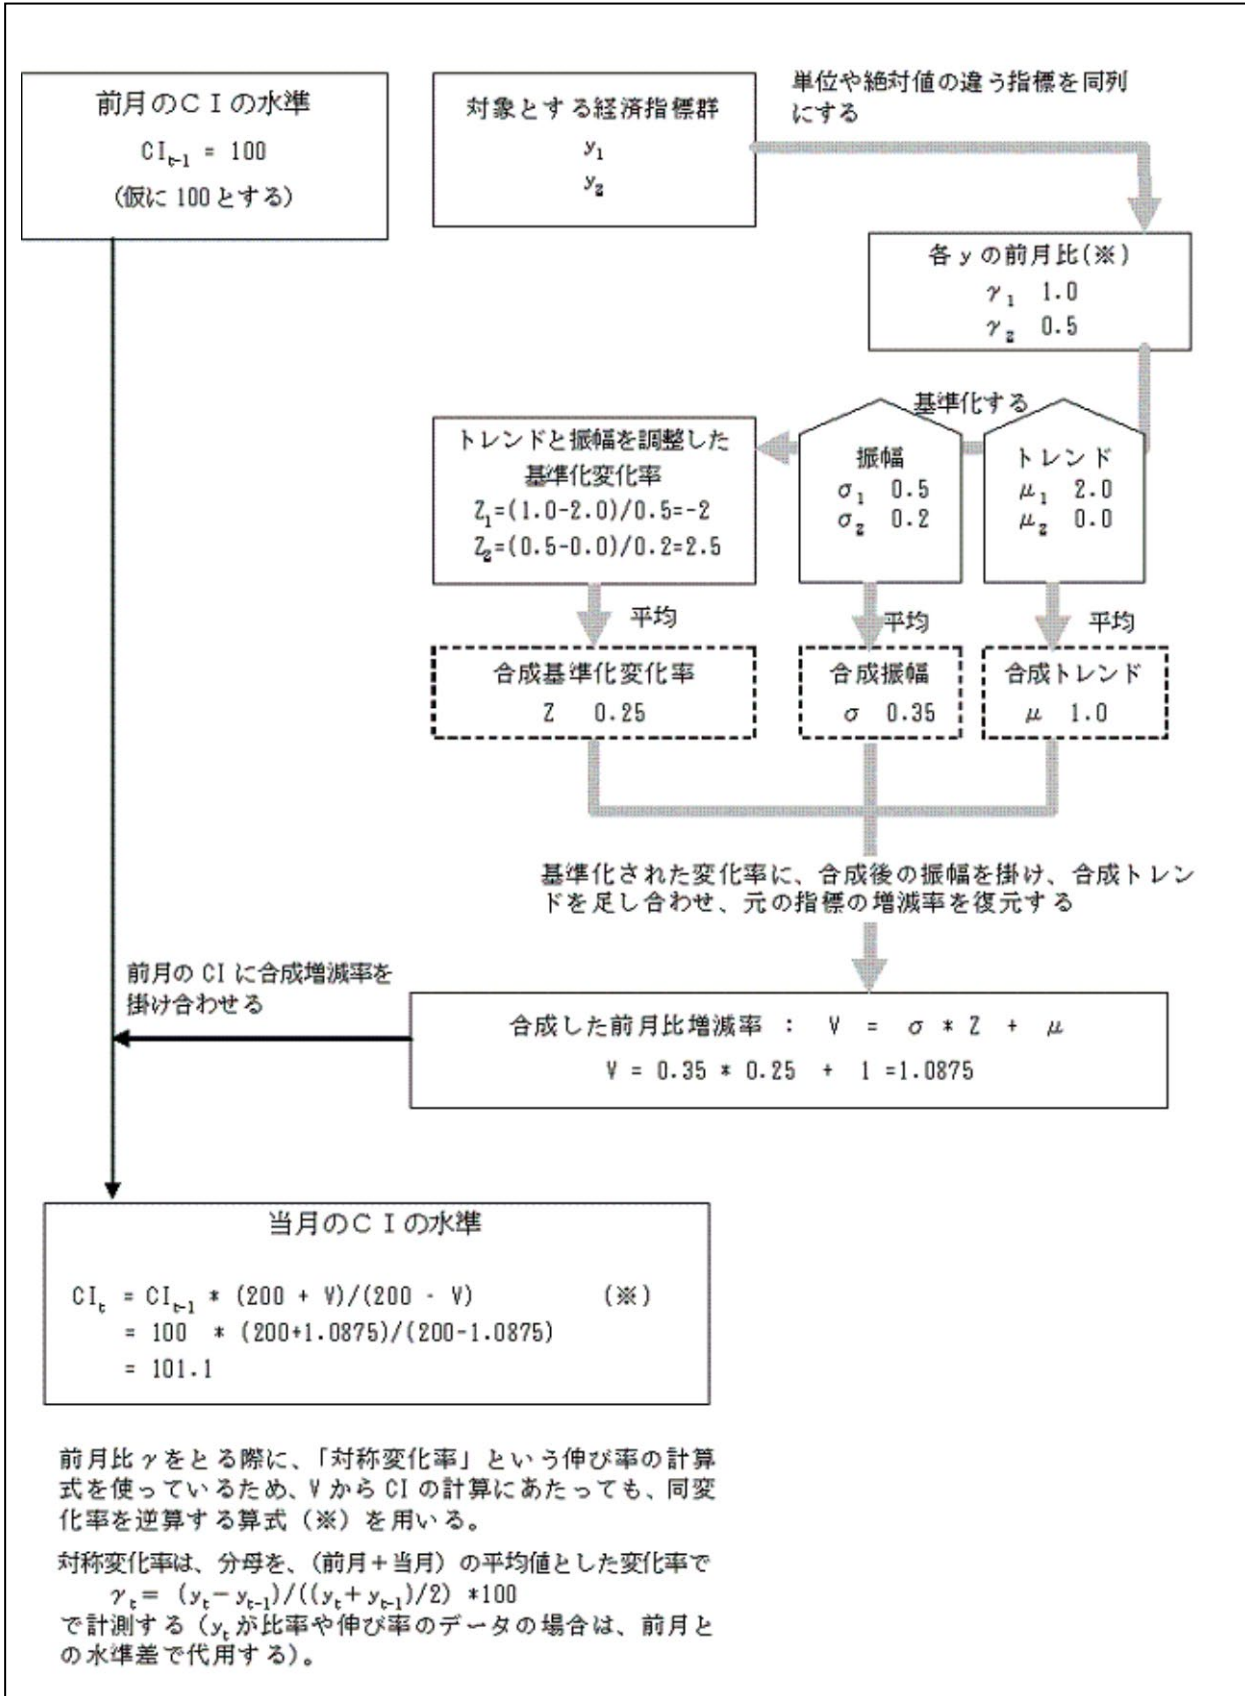 前月のＣＩの水準
CIt-1 = 100
(仮に 100とする)
対象とする経済指標群
y1
y2
単位や絶対値の違う指標を同列
にする
各 y の前月比(※)
γ1 1.0
γ2 0.5
基準化する
トレンドと振幅を調整した
基準化変化率
Z1=(1.0-2.0)/0.5=-2
Z2=(0.5-0.0)/0.2=2.5
振幅
σ1 0.5
σ2 0.2
トレンド
μ1 2.0
μ2 0.0
平均
平均
平均
合成基準化変化率
Z 0.25
合成振幅
σ 0.35
合成トレンド
μ 1.0
基準化された変化率に、合成後の振幅を掛け、合成トレン
ドを足し合わせ、元の指標の増減率を復元する
前月の CI に合成増減率を
掛け合わせる
合成した前月比増減率 ： V = σ * Z + μ
V = 0.35 * 0.25 + 1 =1.0875
当月のＣＩの水準
CIt = CIt-1 * (200 + V)/(200 - V) (※)
= 100 * (200+1.0875)/(200-1.0875)
= 101.1
前月比γをとる際に、「対称変化率」という伸び率の計算
式を使っているため、V から CI の計算にあたっても、同変
化率を逆算する算式（※）を用いる。
対称変化率は、分母を、(前月＋当月) の平均値とした変化率で
γt= (yt－yt-1)/((yt＋yt-1)/2) *100
で計測する（yt が比率や伸び率のデータの場合は、前月と
の水準差で代用する）。